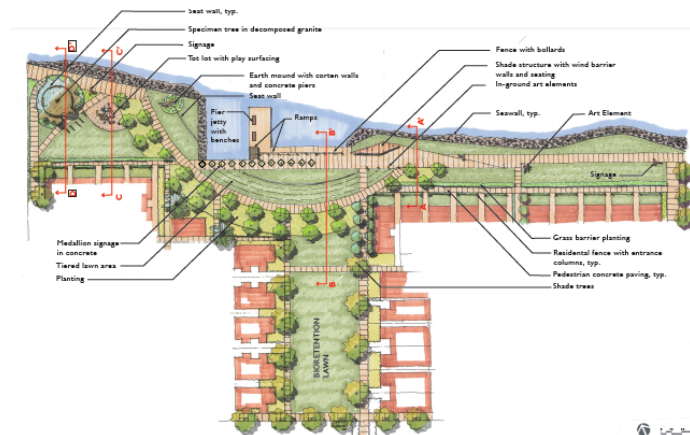 Seat wall, typ.
Specimen tree in decomposed granite
Signage
Tot lot with play surfacing
Earth mound with corten walls
and concrete piers
Seat wall
Pier
jetty
with
benches
Ramps
Fence with bollards
Shade structure with wind barrier
walls and seating
In-ground art elements
Seawall, typ.
Art Element
Signage
C'
C
B'
B
A'
A
Medallion signage
in concrete
Tiered lawn area
Planting
Grass barrier planting
Residental fence with entrance
columns, typ.
Pedestrian concrete paving, typ.
Shade trees
BIORETENTION
LAWN